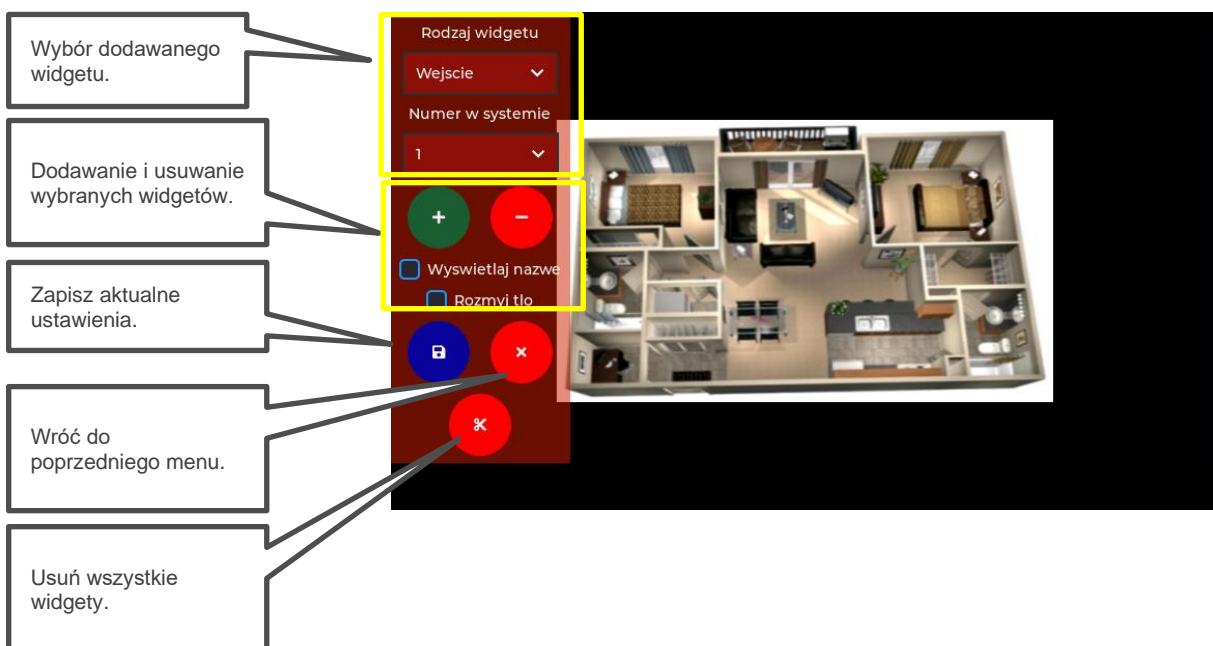 Wybór dodawanego
widgetu.
Dodawanie i usuwanie
wybranych widgetów.
Zapisz aktualne
ustawienia.
Wróć do
poprzedniego menu.
Usuń wszystkie
widgety.
Rodzaj widgetu
Wejscie
Numer w systemie
1
+
−
Wyswietlaj nazwe
Rozmyj tlo